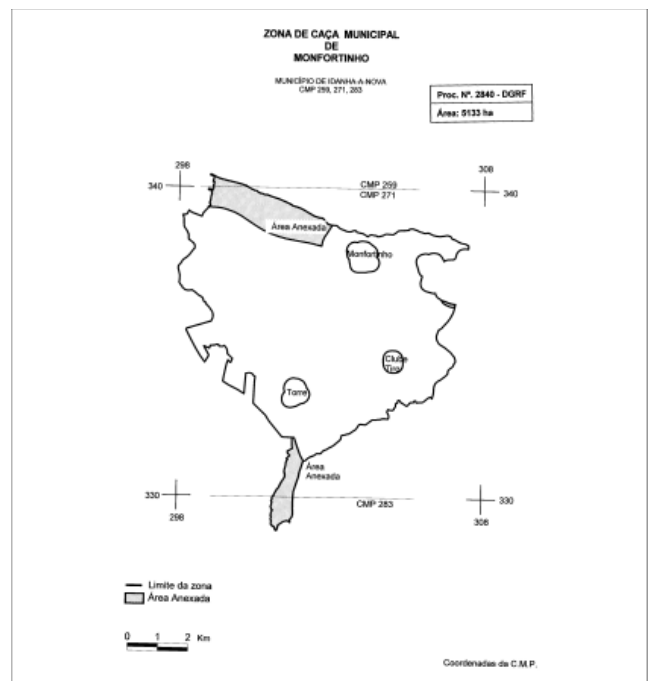 ZONA DE CAÇA MUNICIPAL
DE
MONFORTINHO
MUNICÍPIO DE IDANHA-A-NOVA
CMP 259, 271, 283
Proc. Nº. 2840 - DGRF
Área: 5133 ha
298
308
340
CMP 259
CMP 271
340
Área Anexada
Monfortinho
Clube
Tiro
Torre
Área
Anexada
330
CMP 283
330
298
308
Limite da zona
Área Anexada
0 1 2 Km
Coordenadas da C.M.P.